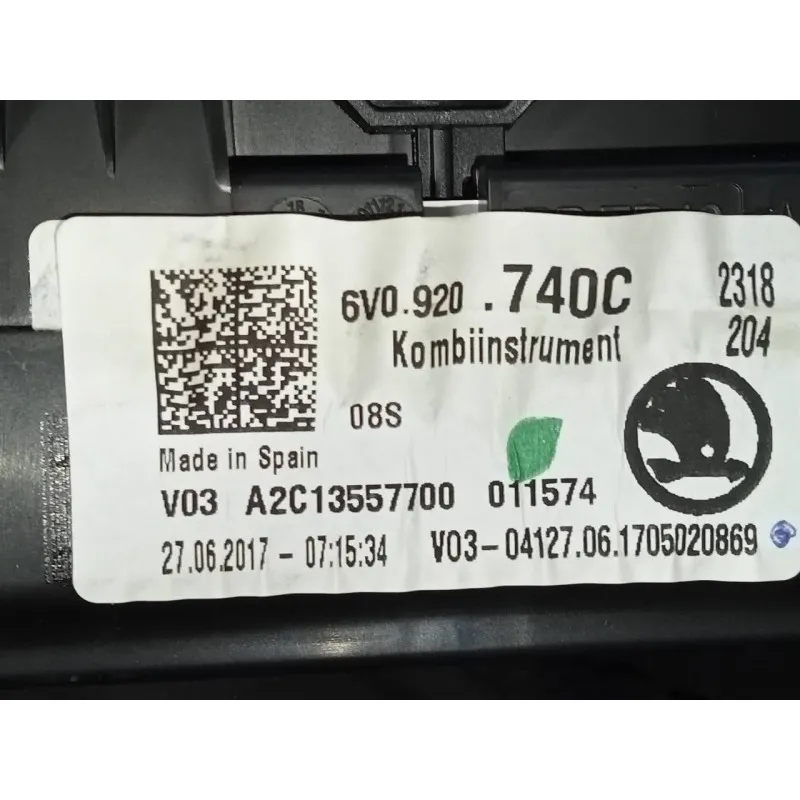 6V0.920 .740C 2318
Kombiinstrument 204
08S
Made in Spain
V03 A2C13557700 011574
27.06.2017 - 07:15:34 V03-04127.06.1705020869